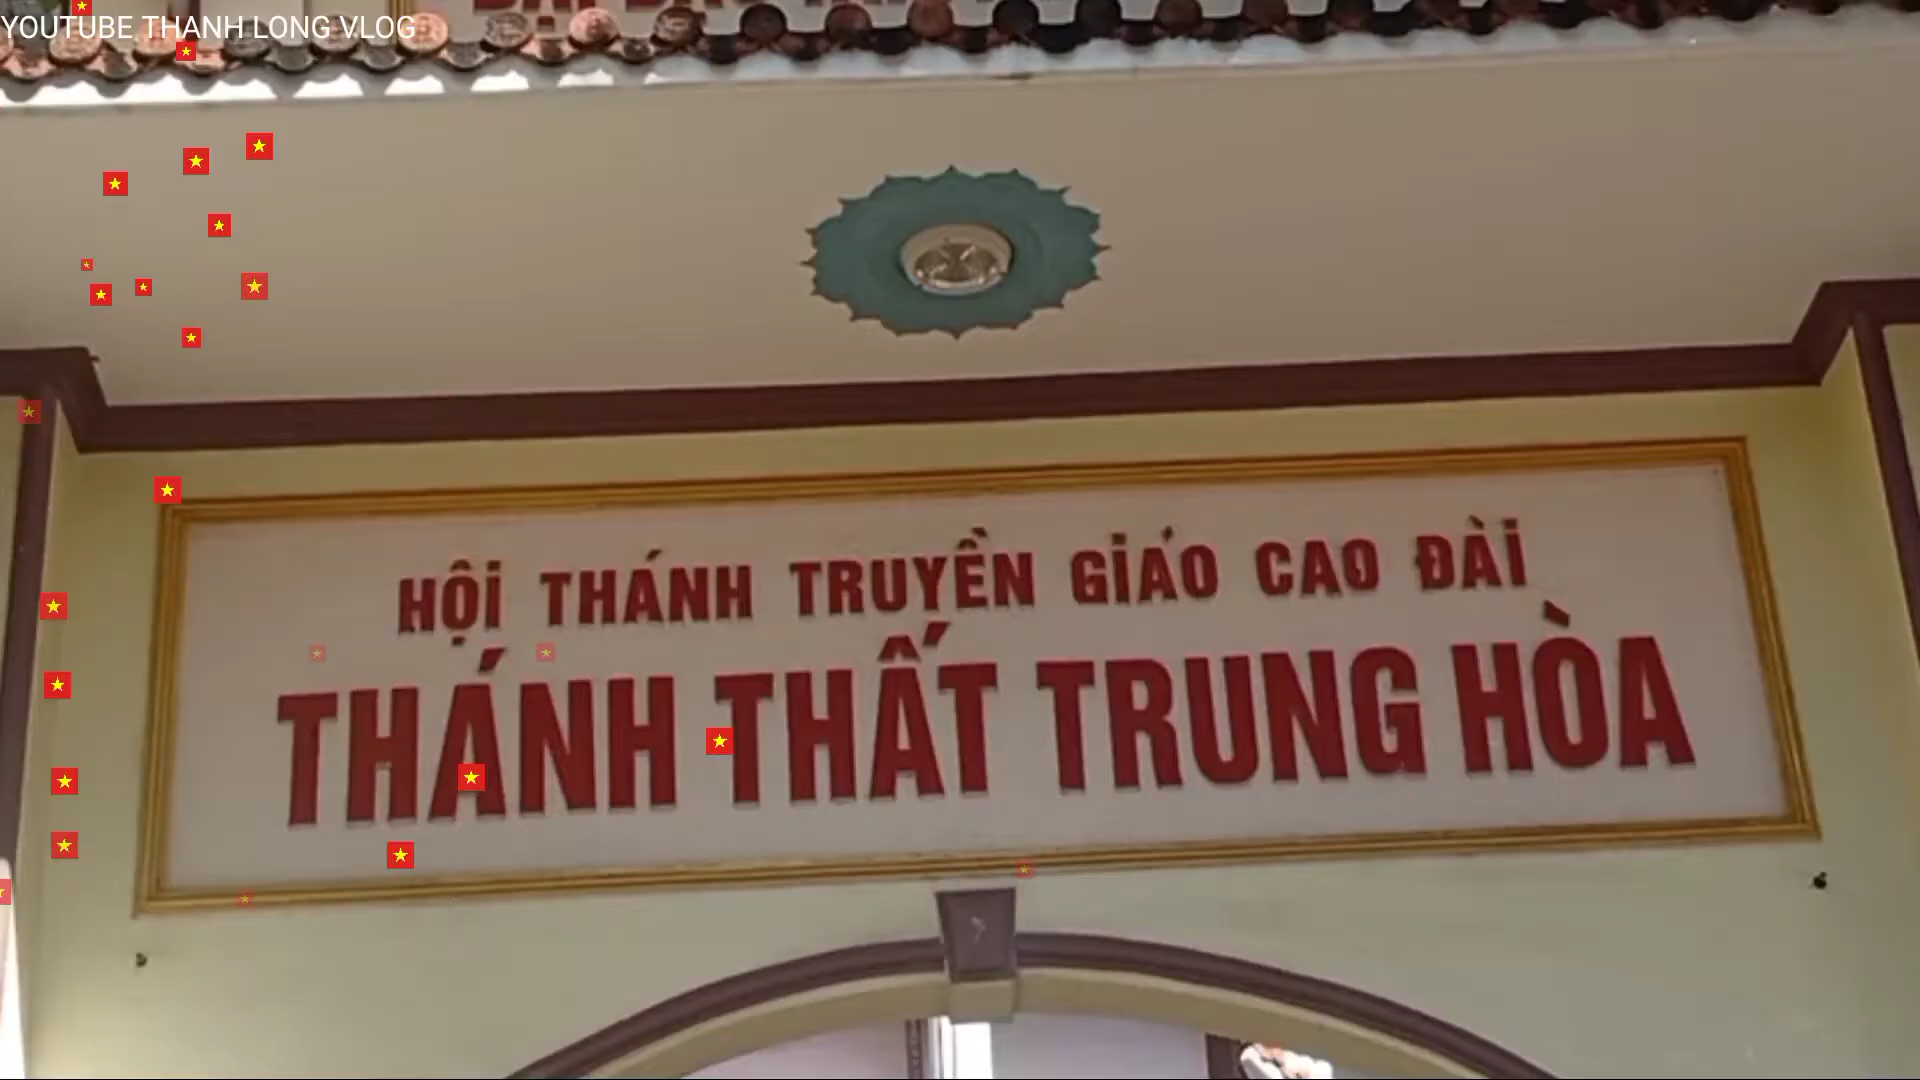 YOUTUBE THANH LONG VLOG
HỘI THÁNH TRUYỀN GIÁO CAO ĐÀI
THÁNH THẤT TRUNG HÒA